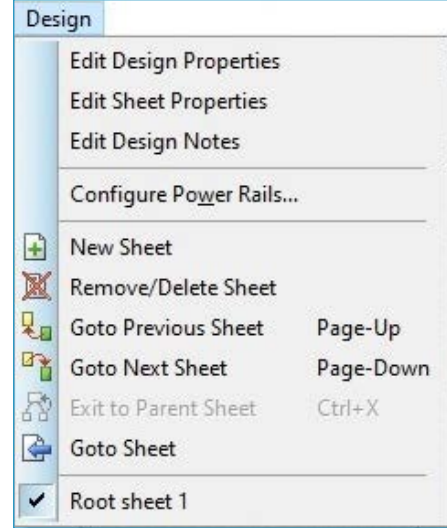 Design
Edit Design Properties
Edit Sheet Properties
Edit Design Notes
Configure Power Rails...
New Sheet
Remove/Delete Sheet
Goto Previous Sheet Page-Up
Goto Next Sheet Page-Down
Exit to Parent Sheet Ctrl+X
Goto Sheet
Root sheet 1